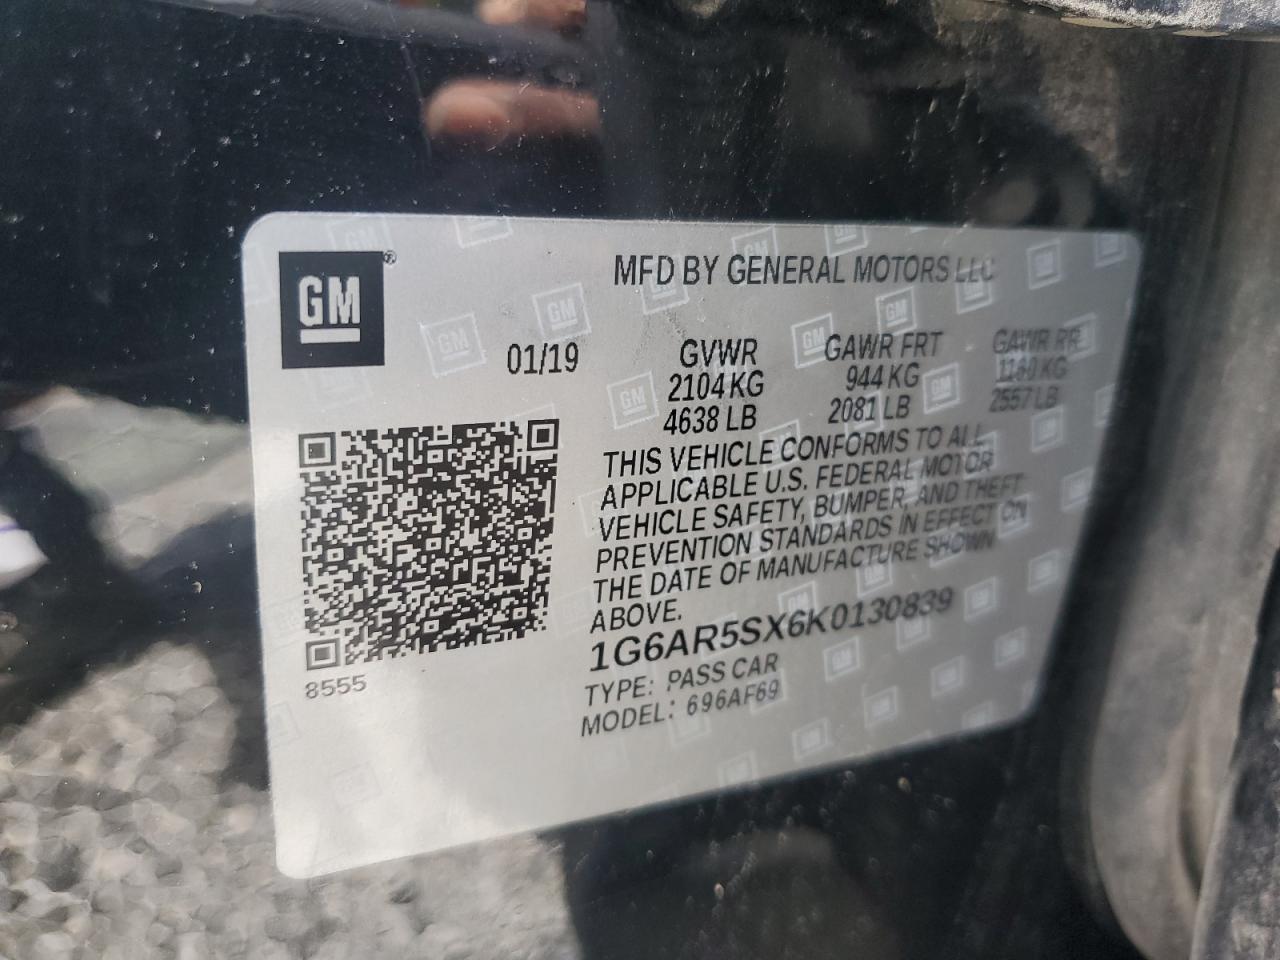 GM®
MFD BY GENERAL MOTORS LLC
01/19
GVWR GAWR FRT GAWR RR
2104 KG 944 KG 1160 KG
4638 LB 2081 LB 2557 LB
THIS VEHICLE CONFORMS TO ALL
APPLICABLE U.S. FEDERAL MOTOR
VEHICLE SAFETY, BUMPER, AND THEFT
PREVENTION STANDARDS IN EFFECT ON
THE DATE OF MANUFACTURE SHOWN
ABOVE.
1G6AR5SX6K0130839
TYPE: PASS CAR
MODEL: 696AF69
8555